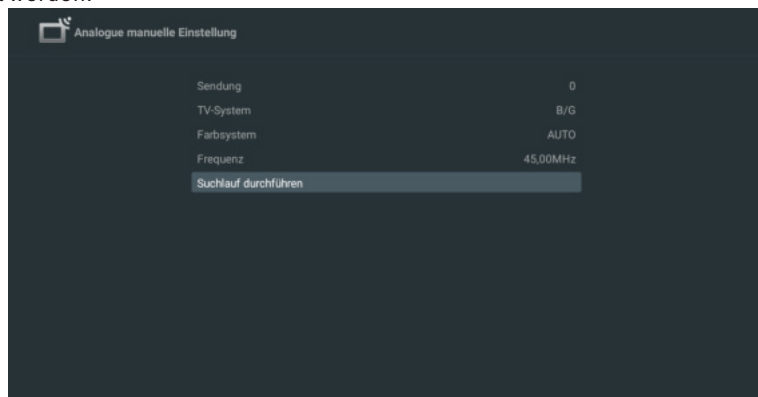 Analogue manuelle Einstellung
Sendung 0
TV-System B/G
Farbsystem AUTO
Frequenz 45,00MHz
Suchlauf durchführen